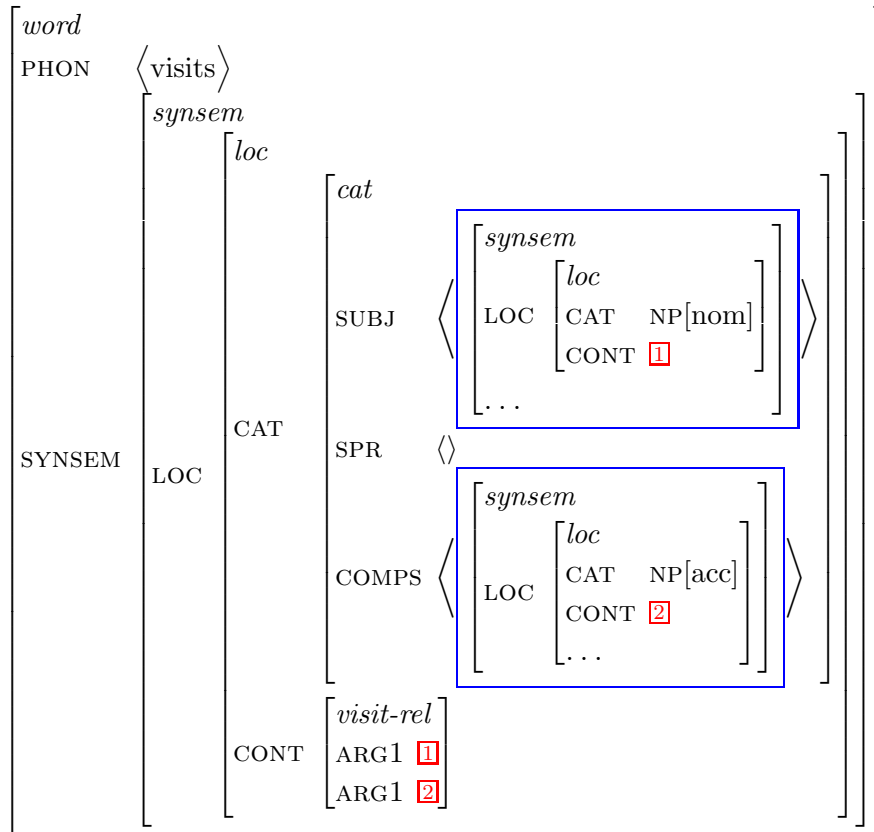 word
PHON ⟨visits⟩
synsem
loc
cat
synsem
loc
SUBJ ⟨ LOC CAT NP[nom] ⟩
CONT 1
...
CAT
SPR ⟨⟩
SYNSEM LOC
synsem
loc
COMPS ⟨ LOC CAT NP[acc] ⟩
CONT 2
...
visit-rel
CONT ARG1 1
ARG1 2